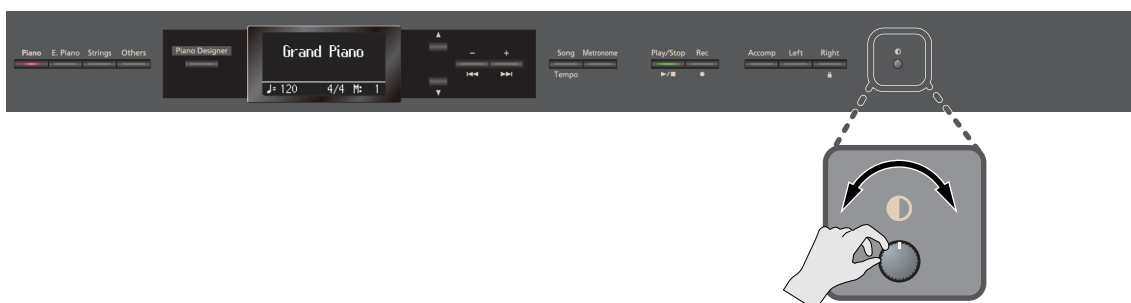 Piano E. Piano Strings Others
Piano Designer
Grand Piano
♩= 120 4/4 M: 1
▲
▼
− +
⏮ ⏭
Song Metronome
Tempo
Play/Stop Rec
▶/■ ●
Accomp Left Right